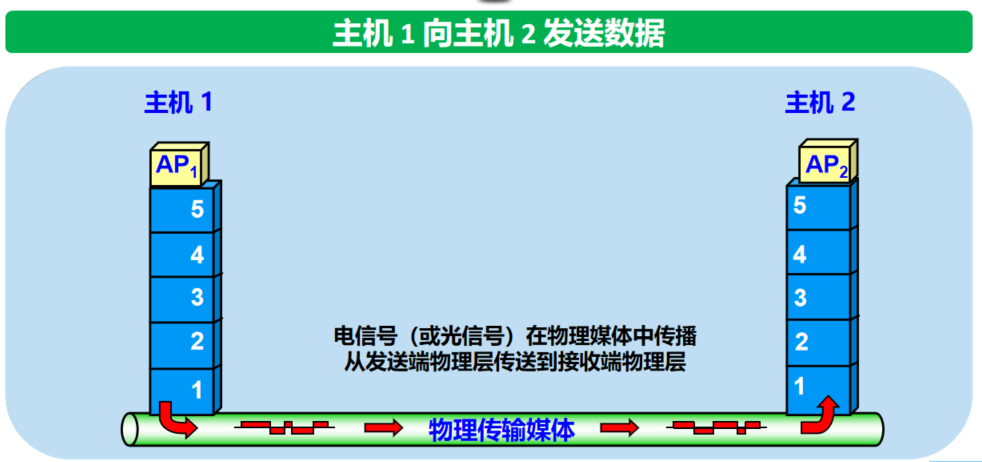 主机 1 向主机 2 发送数据
主机 1
主机 2
AP1
AP2
5
4
3
2
1
5
4
3
2
1
电信号（或光信号）在物理媒体中传播
从发送端物理层传送到接收端物理层
物理传输媒体